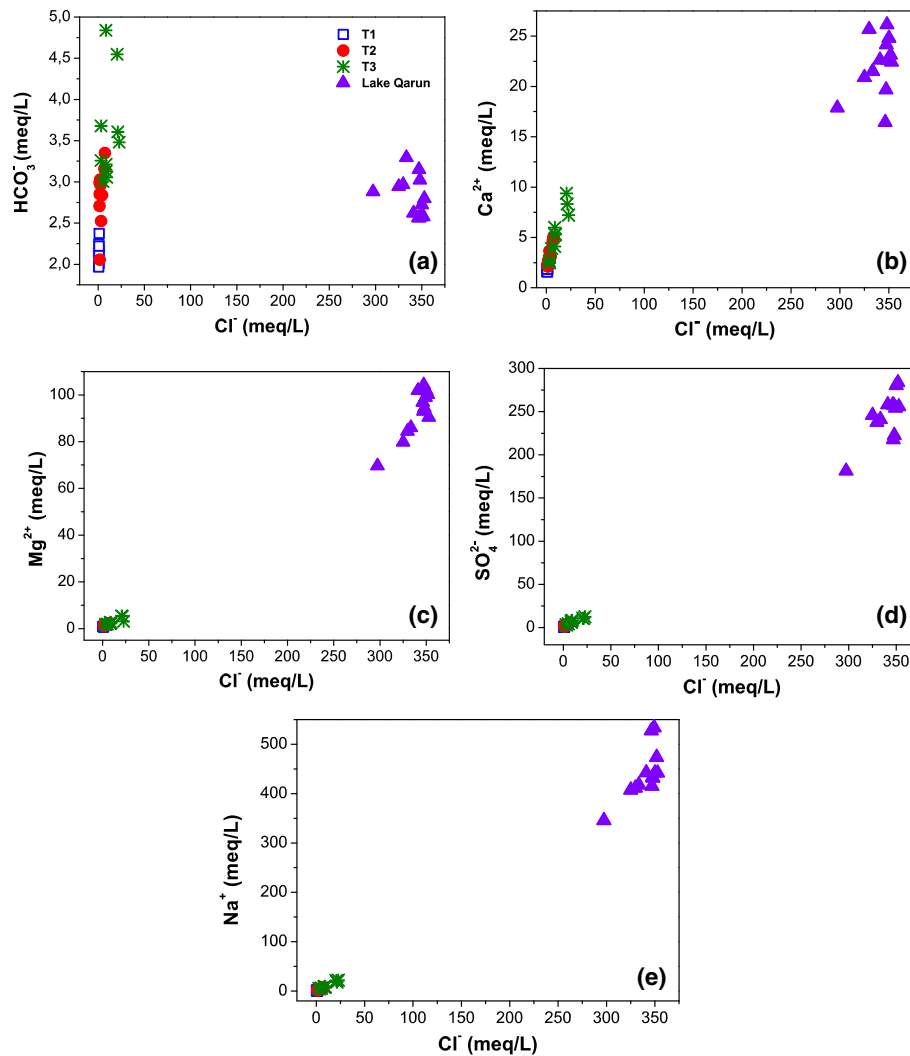 5,0
4,5
4,0
3,5
3,0
2,5
2,0
HCO₃⁻ (meq/L)
T1
T2
T3
Lake Qarun
(a)
0 50 100 150 200 250 300 350
Cl⁻ (meq/L)
25
20
15
10
5
0
Ca²⁺ (meq/L)
(b)
0 50 100 150 200 250 300 350
Cl⁻ (meq/L)
100
80
60
40
20
0
Mg²⁺ (meq/L)
(c)
0 50 100 150 200 250 300 350
Cl⁻ (meq/L)
300
250
200
150
100
50
0
SO₄²⁻ (meq/L)
(d)
0 50 100 150 200 250 300 350
Cl⁻ (meq/L)
500
400
300
200
100
0
Na⁺ (meq/L)
(e)
0 50 100 150 200 250 300 350
Cl⁻ (meq/L)